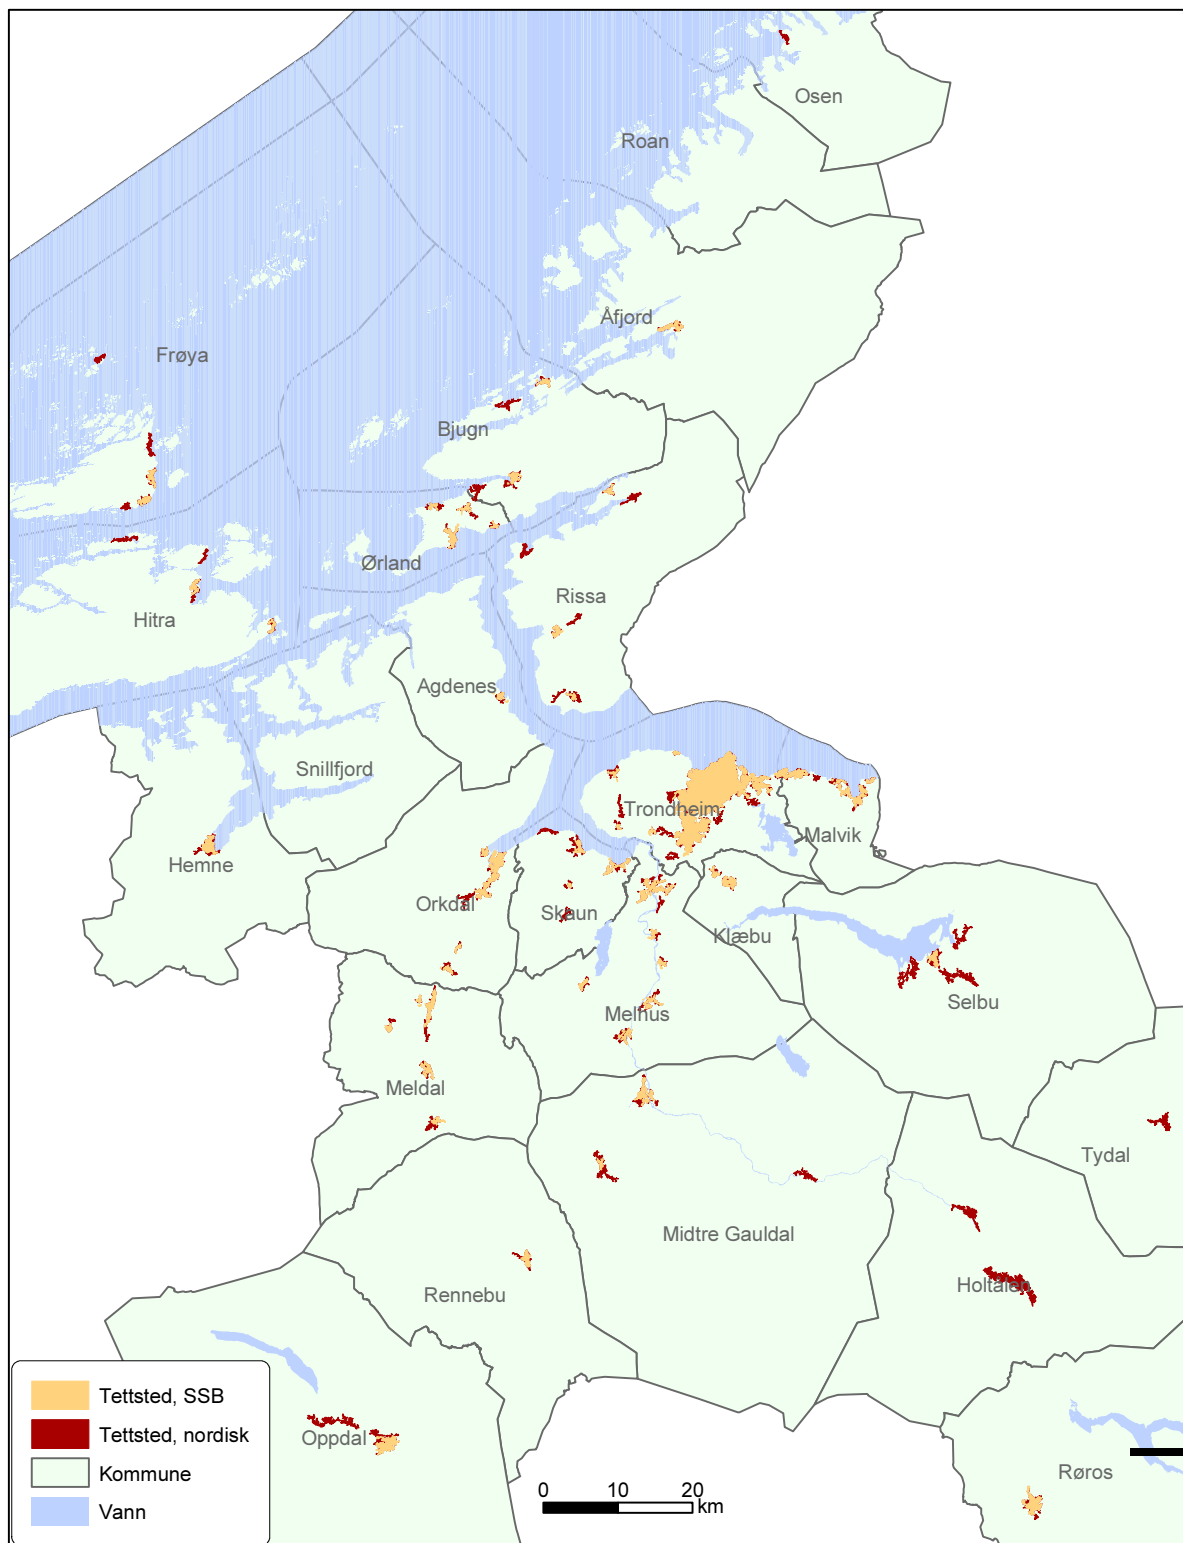 Osen
Roan
Åfjord
Frøya
Bjugn
Ørland
Rissa
Hitra
Agdenes
Snillfjord
Trondheim
Malvik
Hemne
Orkdal
Skaun
Klæbu
Selbu
Melhus
Meldal
Tydal
Midtre Gauldal
Holtålen
Rennebu
Oppdal
Røros
Tettsted, SSB
Tettsted, nordisk
Kommune
Vann
0 10 20
km